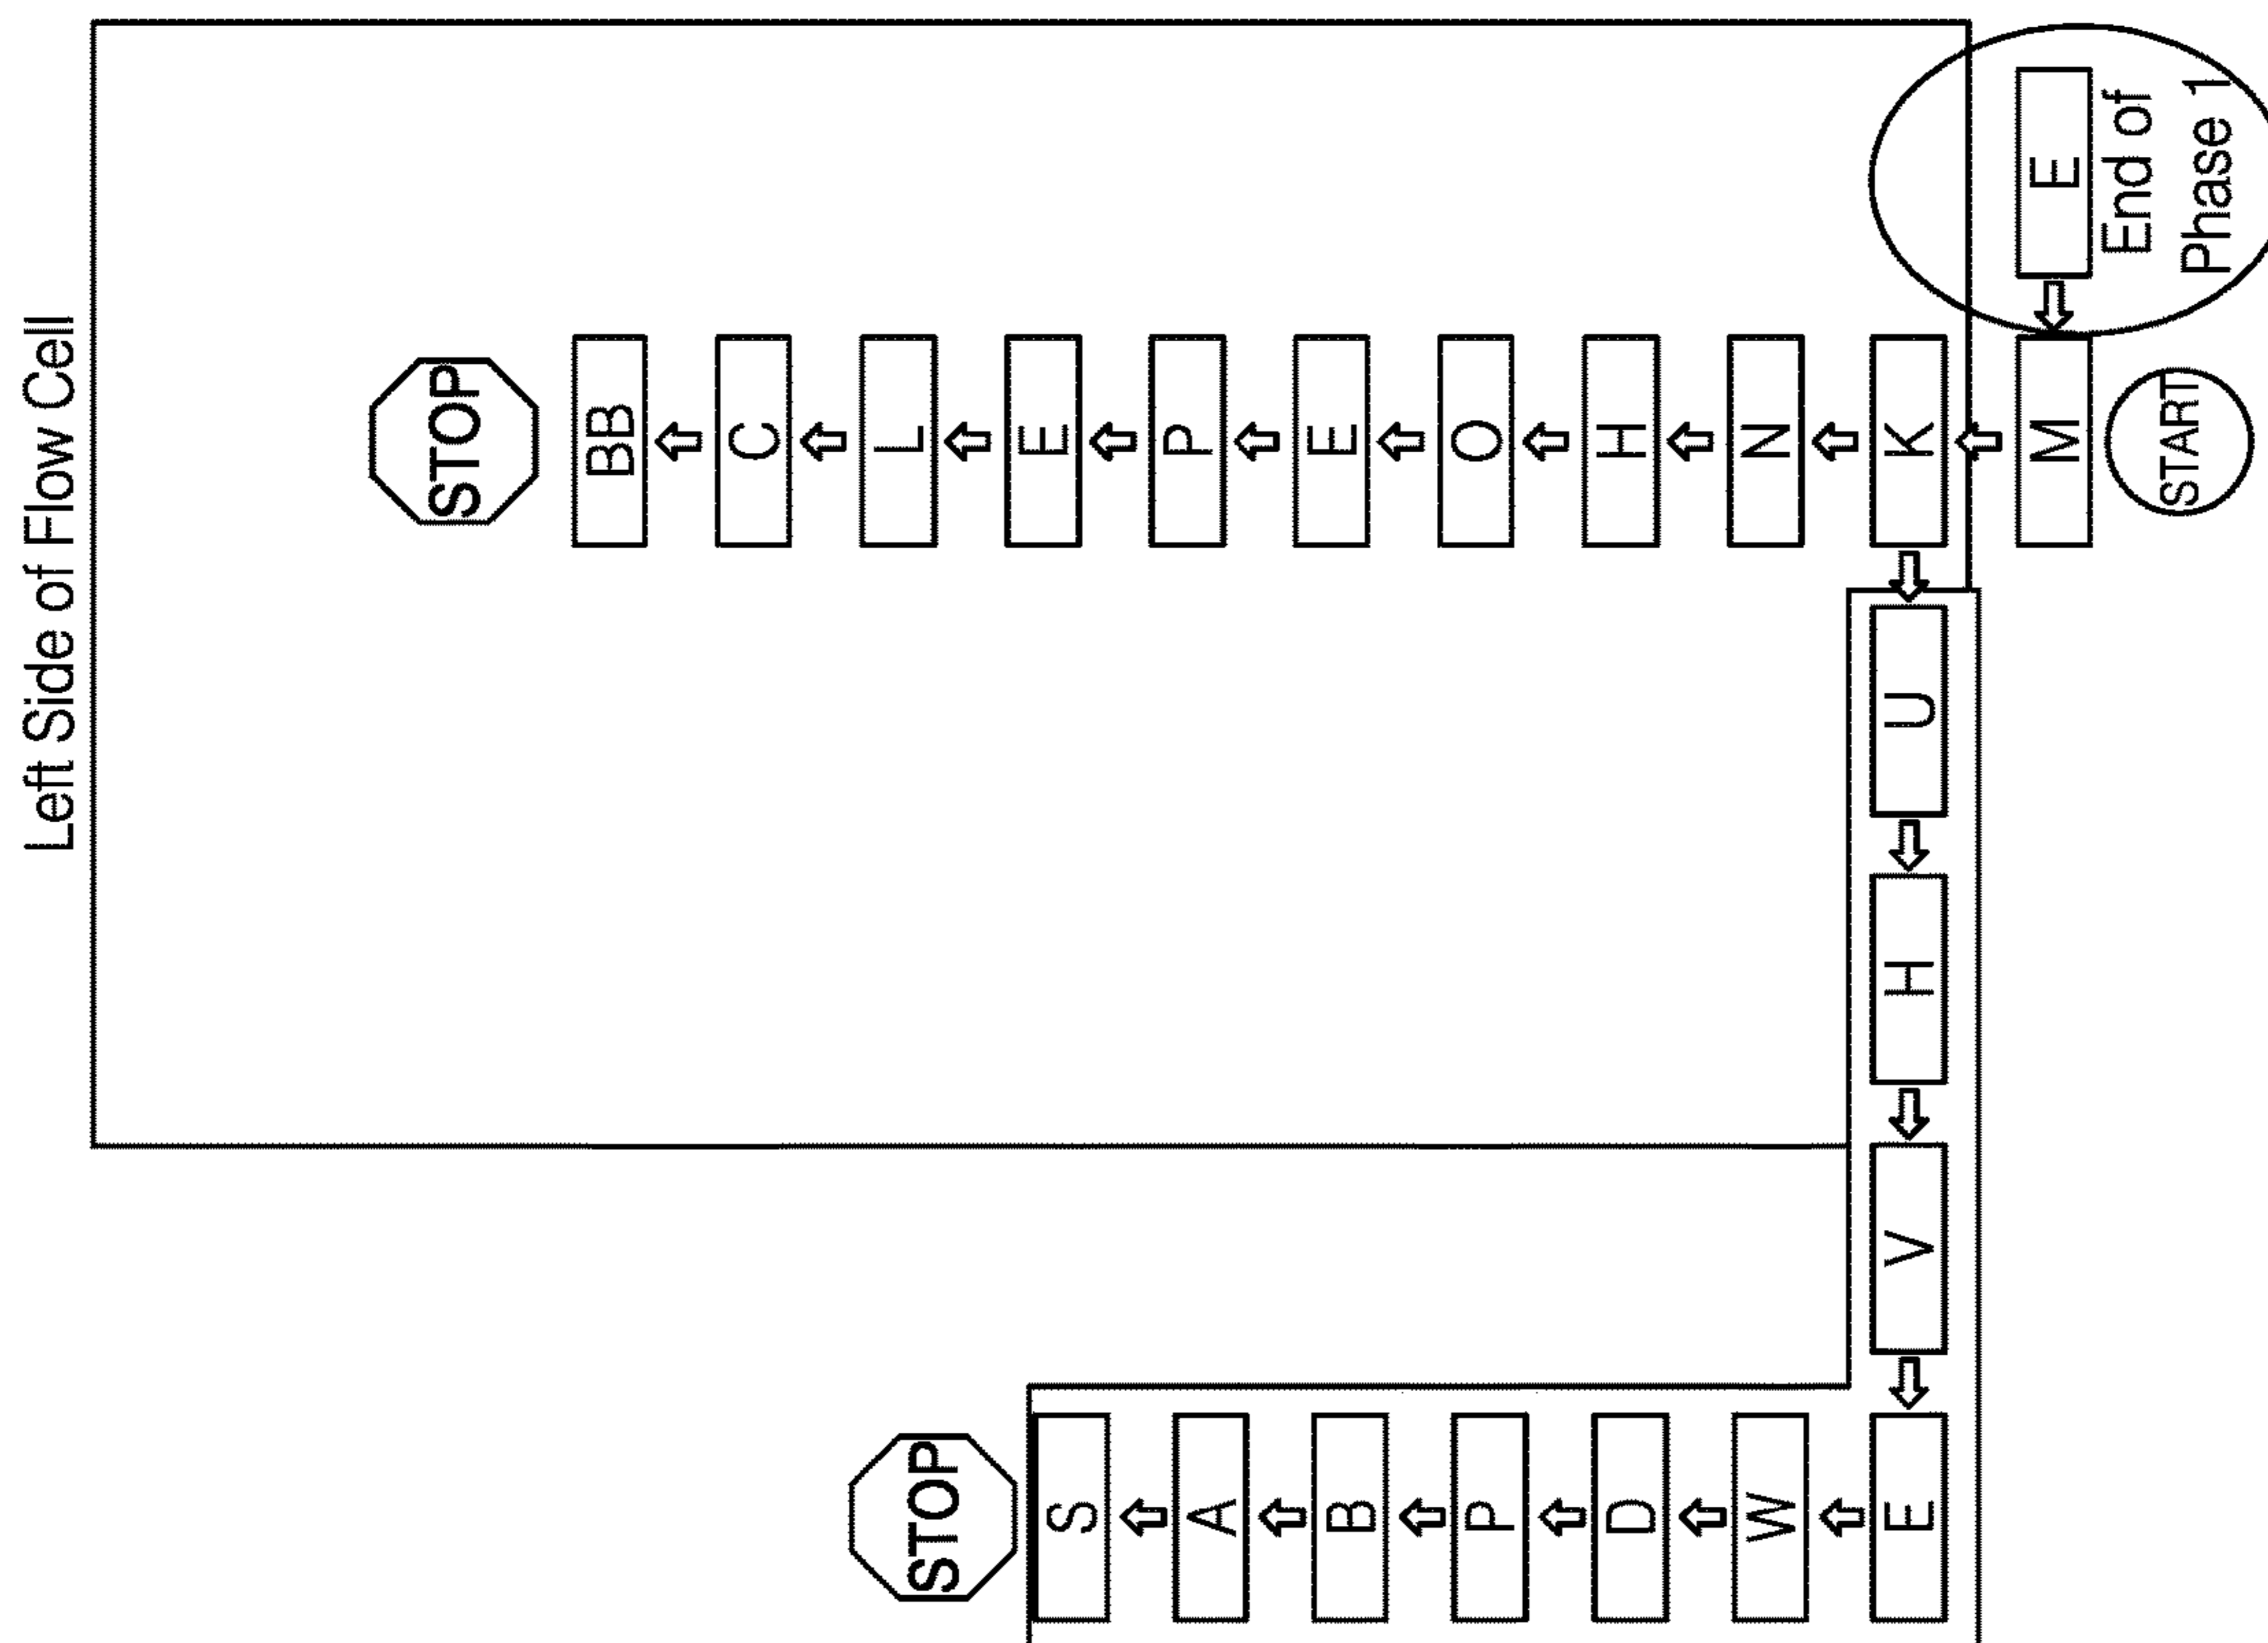 Left Side of Flow Cell
STOP
BB
C
L
STOP
E
S
P
A
E
B
O
P
H
D
N
W
E V H U K
M E
End of
Phase 1
START